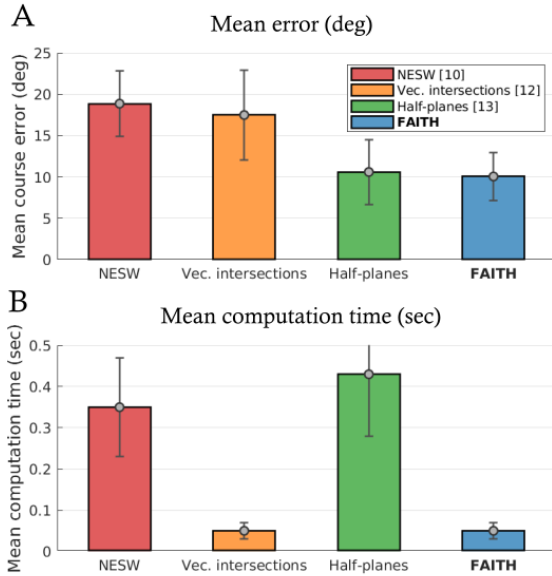 A
Mean error (deg)
Mean course error (deg)
25
20
15
10
5
0
NESW [10]
Vec. intersections [12]
Half-planes [13]
FAITH
NESW
Vec. intersections
Half-planes
FAITH
B
Mean computation time (sec)
Mean computation time (sec)
0.5
0.4
0.3
0.2
0.1
0
NESW
Vec. intersections
Half-planes
FAITH